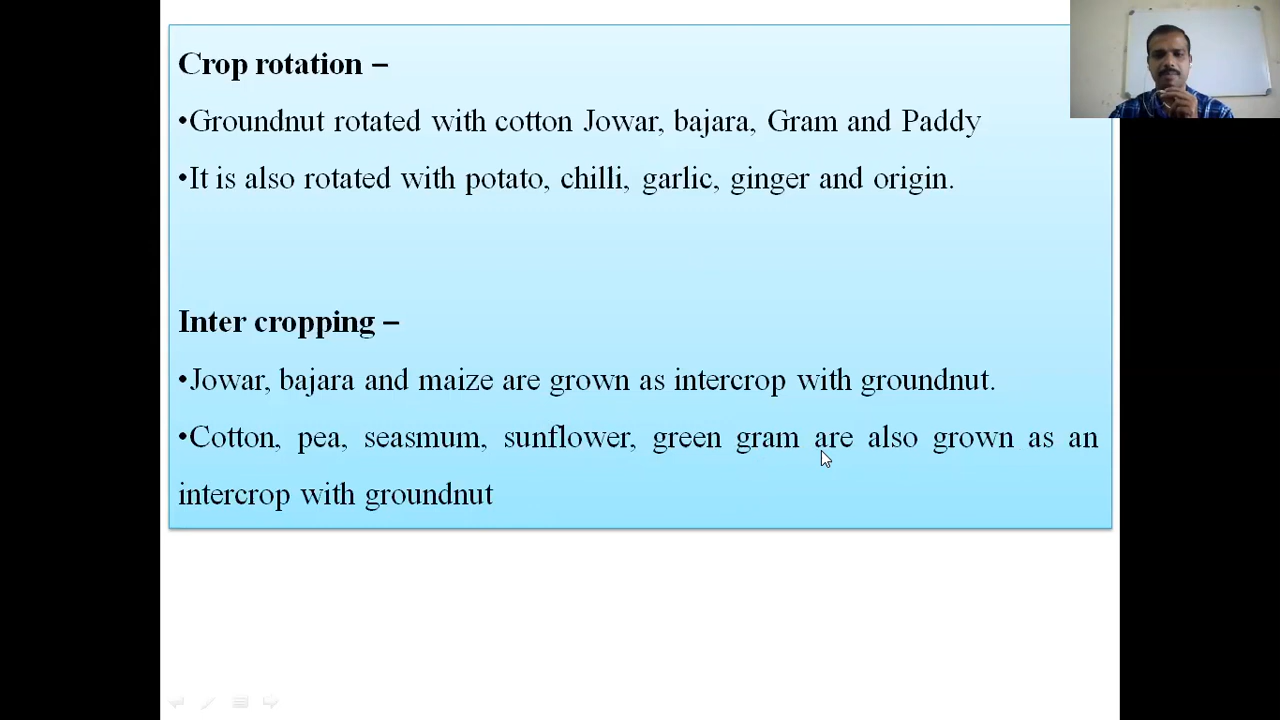 Crop rotation –
•Groundnut rotated with cotton Jowar, bajara, Gram and Paddy
•It is also rotated with potato, chilli, garlic, ginger and origin.
Inter cropping –
•Jowar, bajara and maize are grown as intercrop with groundnut.
•Cotton, pea, seasmum, sunflower, green gram are also grown as an
intercrop with groundnut